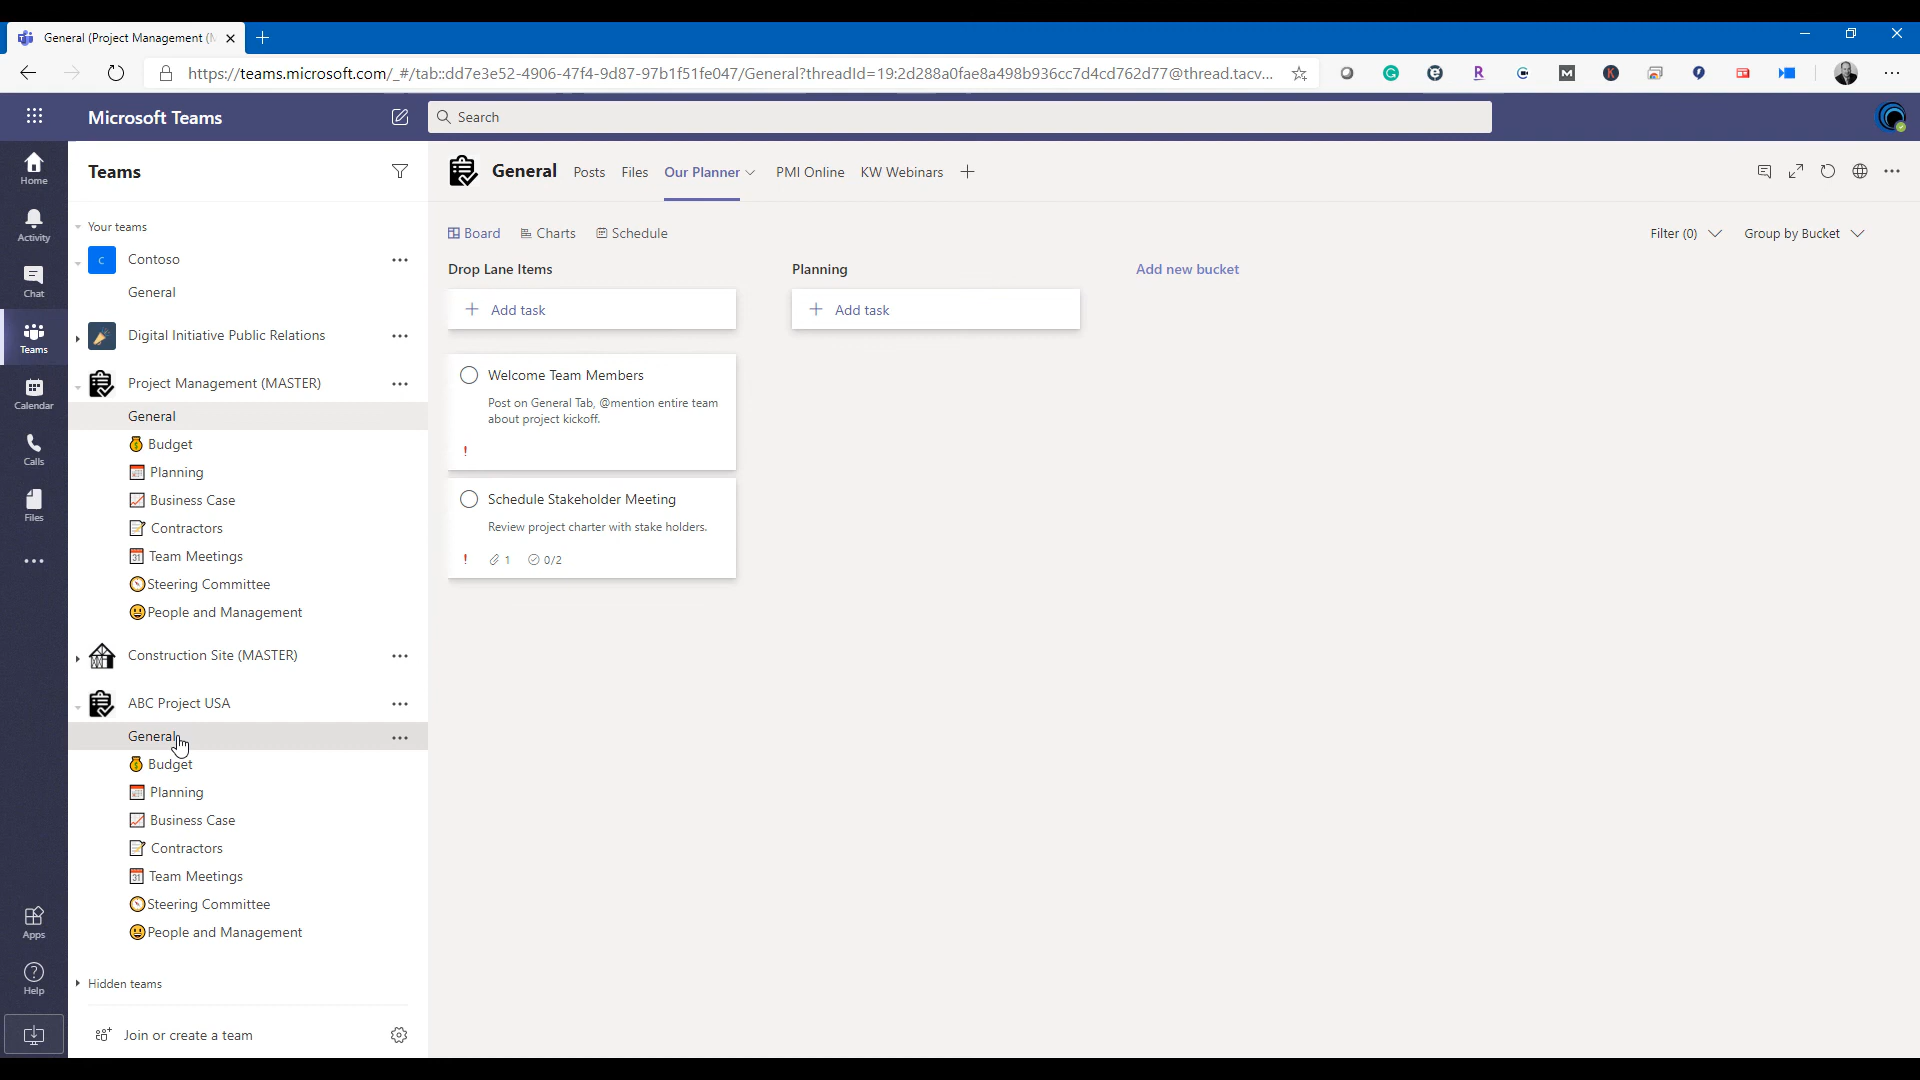 General (Project Management (M
https://teams.microsoft.com/_#/tab::dd7e3e52-4906-47f4-9d87-97b1f51fe047/General?threadId=19:2d288a0fae8a498b936cc7d4cd762d77@thread.tacv...
Microsoft Teams
Search
Home
Activity
Chat
Teams
Calendar
Calls
Files
Apps
Help
Teams
Your teams
C
Contoso
General
Digital Initiative Public Relations
Project Management (MASTER)
General
Budget
Planning
Business Case
Contractors
Team Meetings
Steering Committee
People and Management
Construction Site (MASTER)
ABC Project USA
General
Budget
Planning
Business Case
Contractors
Team Meetings
Steering Committee
People and Management
Hidden teams
Join or create a team
General Posts Files Our Planner PMI Online KW Webinars
Board Charts Schedule
Filter (0) Group by Bucket
Drop Lane Items
Add task
Welcome Team Members
Post on General Tab, @mention entire team
about project kickoff.
!
Schedule Stakeholder Meeting
Review project charter with stake holders.
! 1 0/2
Planning
Add task
Add new bucket